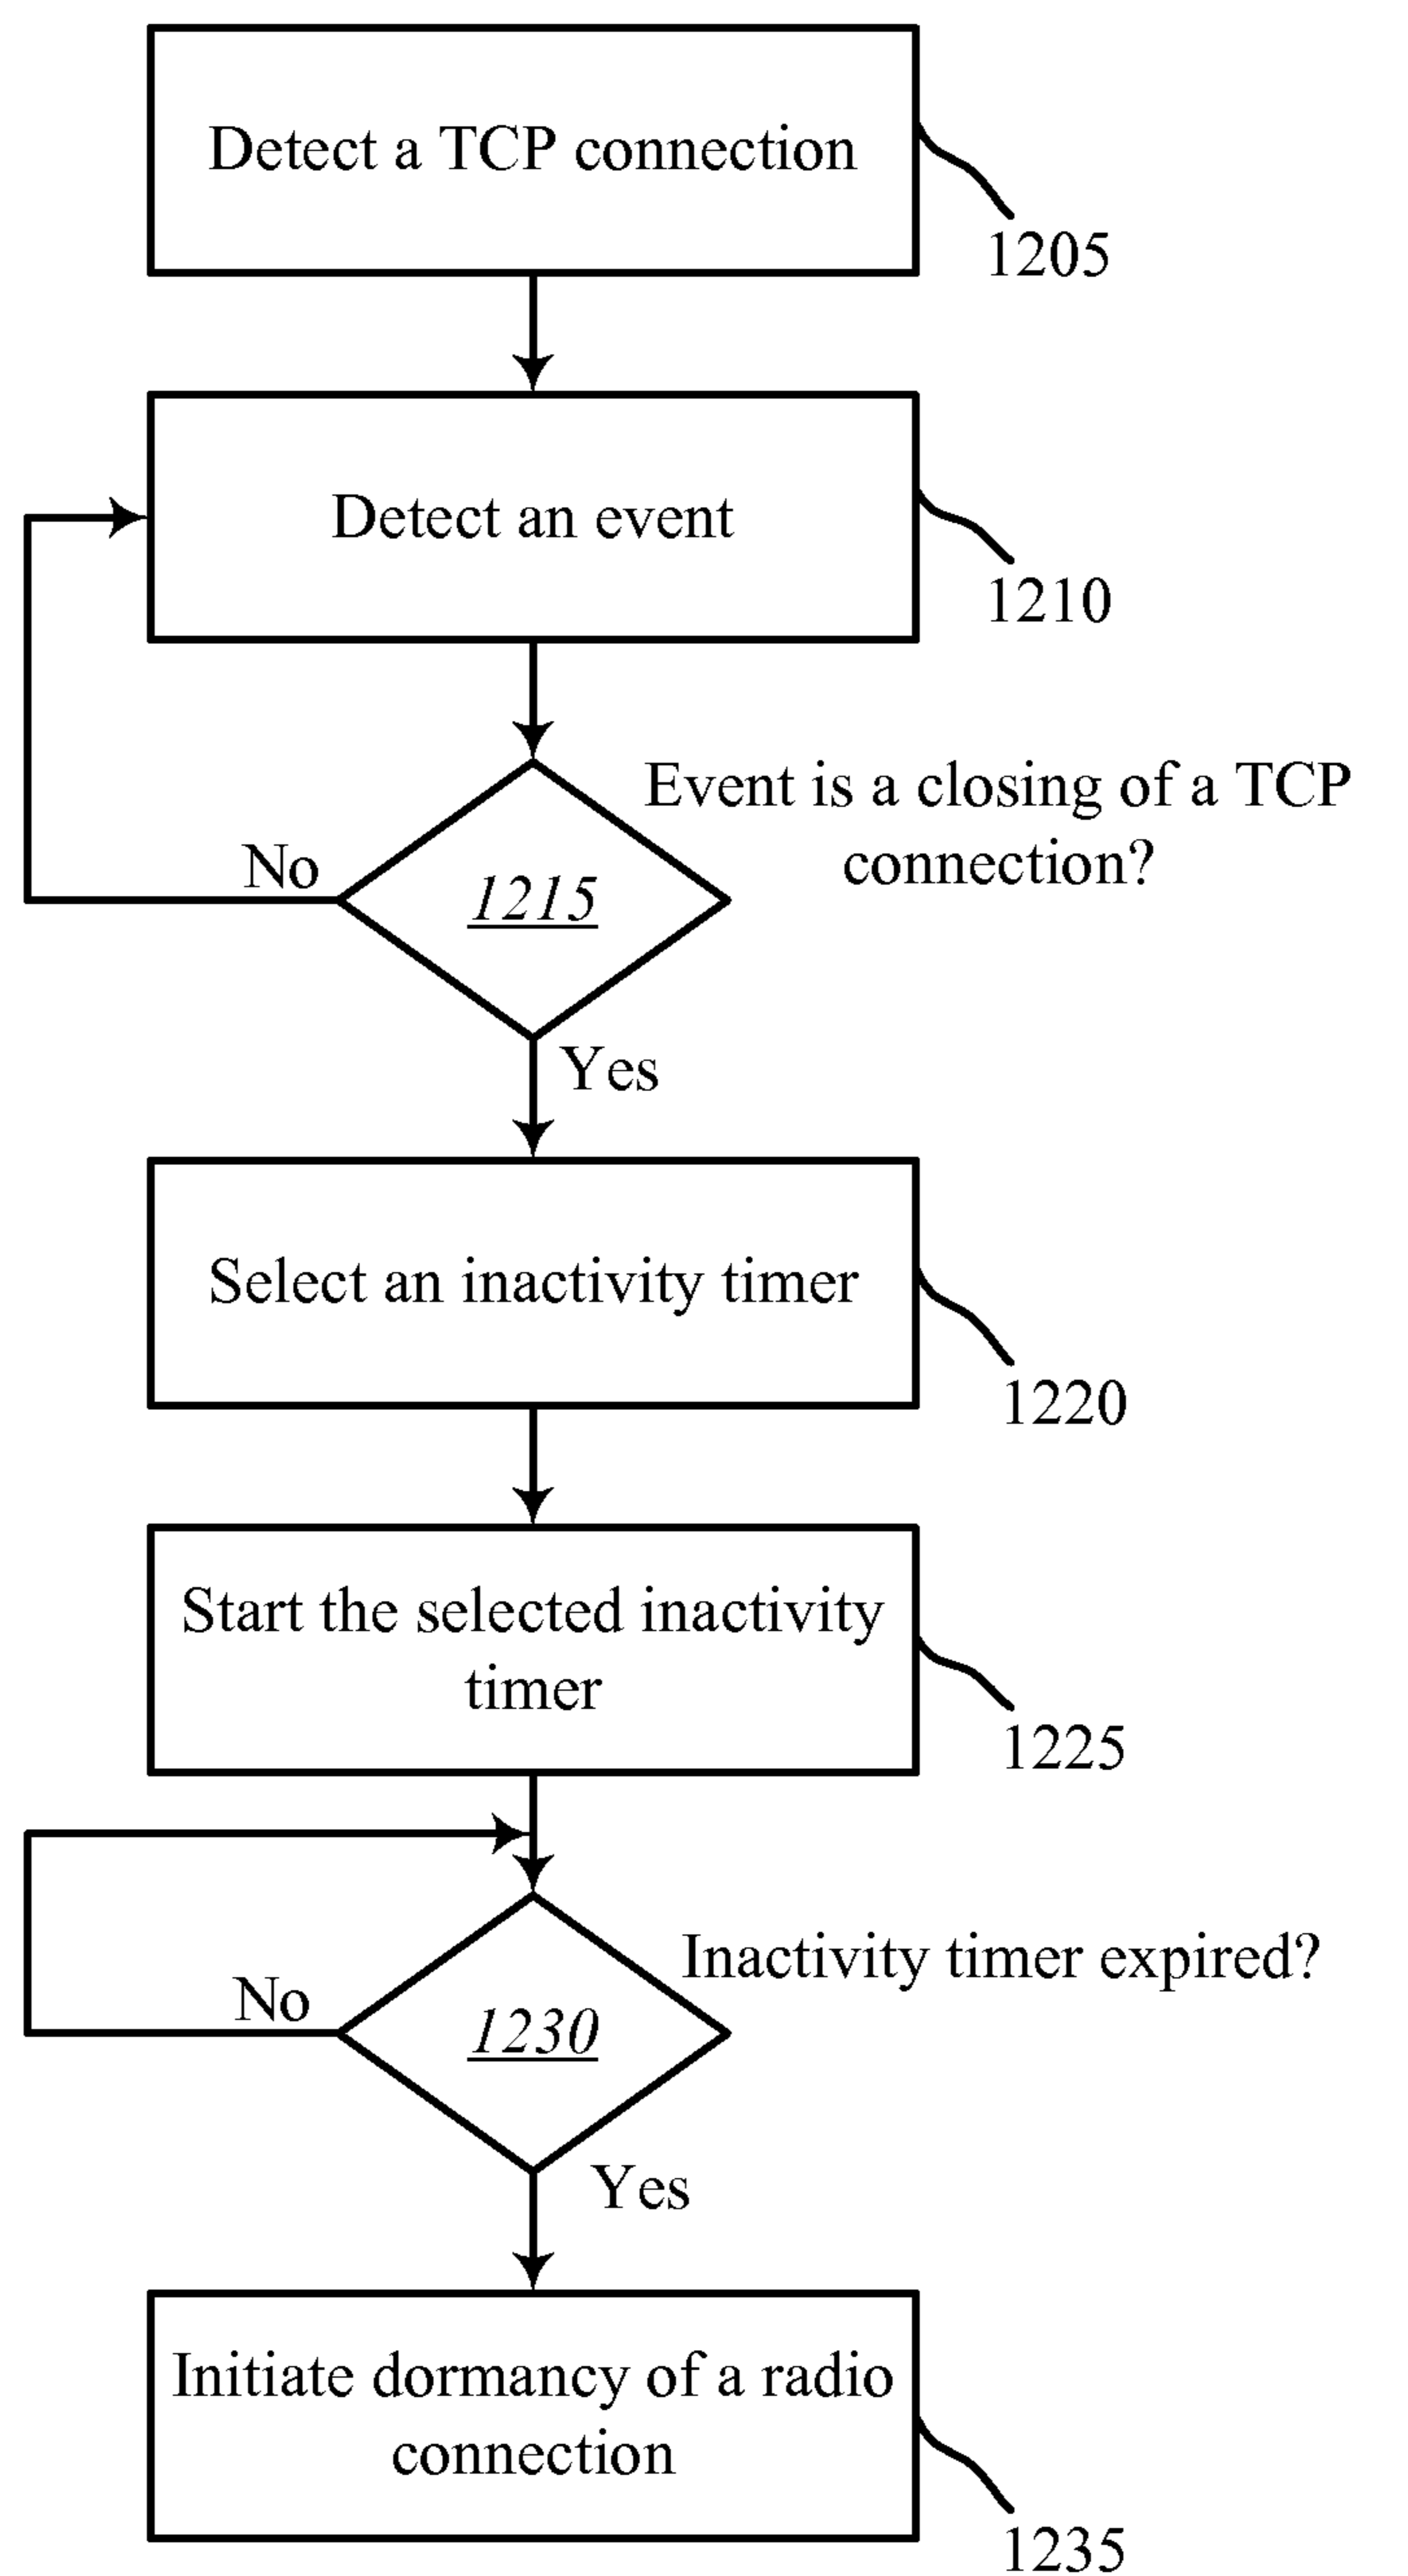 Detect a TCP connection
1205
Detect an event
1210
Event is a closing of a TCP
connection?
No
1215
Yes
Select an inactivity timer
1220
Start the selected inactivity
timer
1225
Inactivity timer expired?
No
1230
Yes
Initiate dormancy of a radio
connection
1235